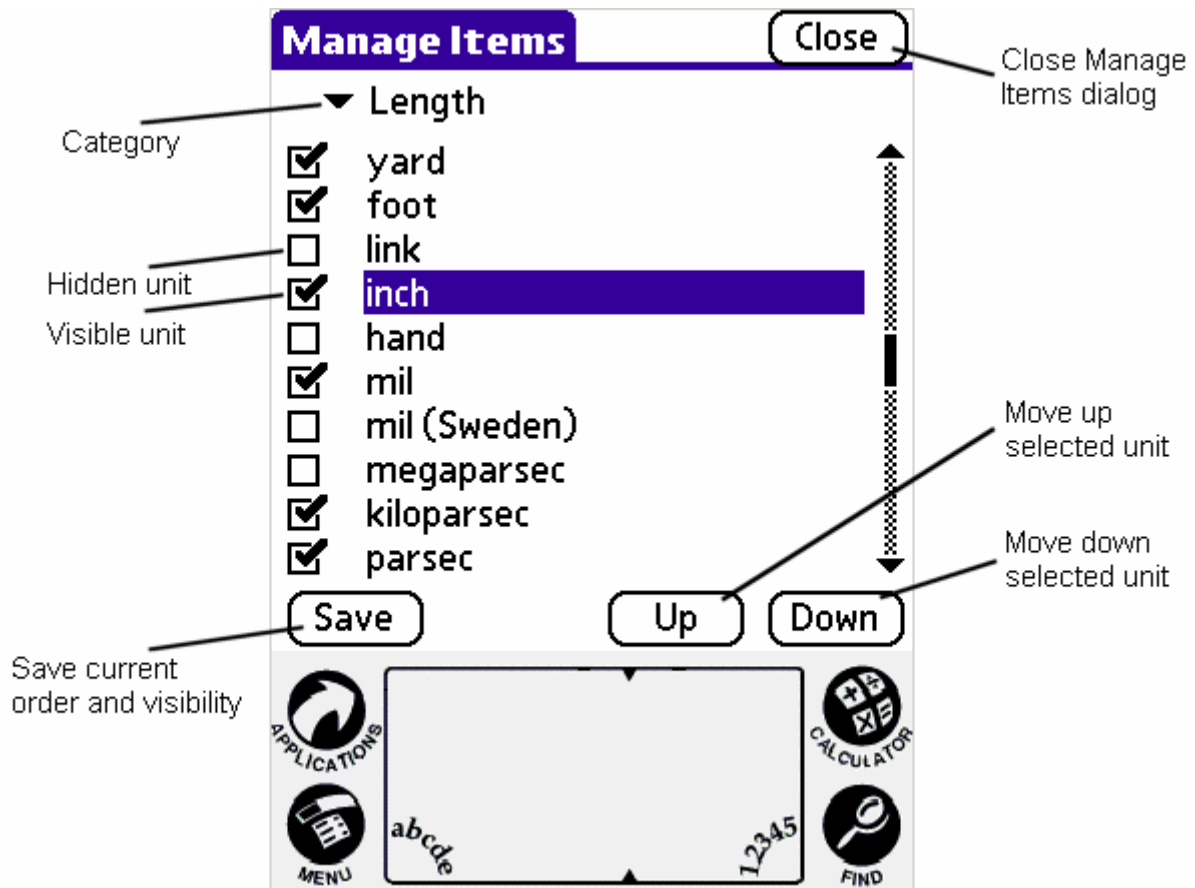 Manage Items
Close
Close Manage
Items dialog
Length
Category
yard
foot
link
Hidden unit
inch
Visible unit
hand
mil
mil (Sweden)
Move up
selected unit
megaparsec
kiloparsec
parsec
Move down
selected unit
Save
Up
Down
Save current
order and visibility
APPLICATIONS
CALCULATOR
abcde
12345
MENU
FIND